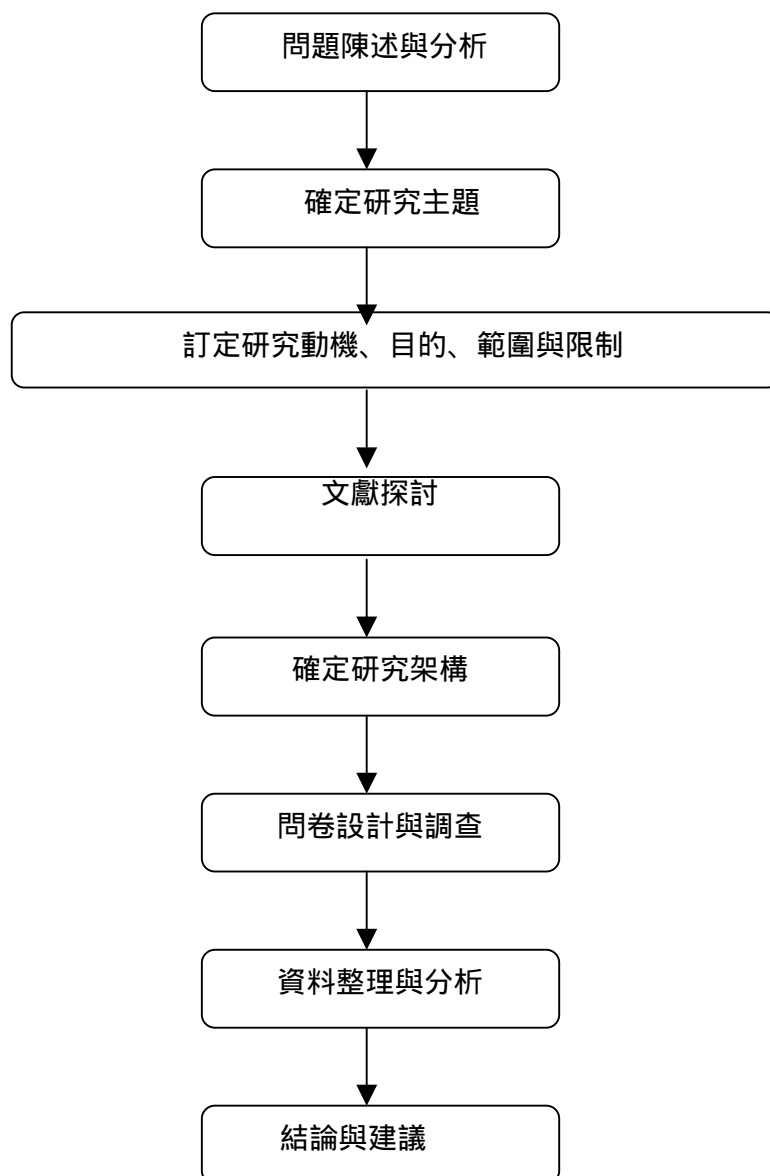 問題陳述與分析
確定研究主題
訂定研究動機、目的、範圍與限制
文獻探討
確定研究架構
問卷設計與調查
資料整理與分析
結論與建議